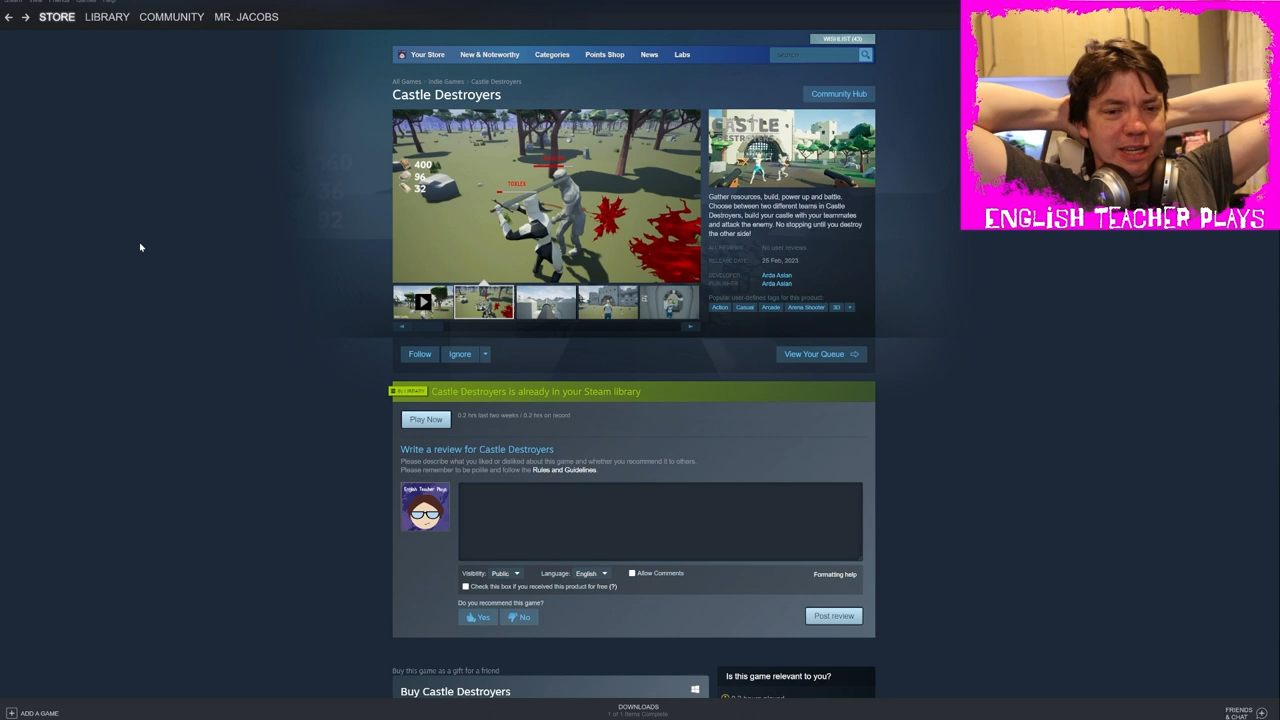 STORE LIBRARY COMMUNITY MR. JACOBS
WISHLIST (43)
Your Store New & Noteworthy Categories Points Shop News Labs search
All Games > Indie Games > Castle Destroyers
Castle Destroyers
Community Hub
400
96
32
TOXLEX
CASTLE
DESTROYERS
Gather resources, build, power up and battle.
Choose between two different teams in Castle
Destroyers, build your castle with your teammates
and attack the enemy. No stopping until you destroy
the other side!
ALL REVIEWS: No user reviews
RELEASE DATE: 25 Feb, 2023
DEVELOPER: Arda Aslan
PUBLISHER: Arda Aslan
Popular user-defined tags for this product:
Action Casual Arcade Arena Shooter 3D +
ENGLISH TEACHER PLAYS
Follow Ignore View Your Queue
IN LIBRARY Castle Destroyers is already in your Steam library
Play Now 0.2 hrs last two weeks / 0.2 hrs on record
Write a review for Castle Destroyers
Please describe what you liked or disliked about this game and whether you recommend it to others.
Please remember to be polite and follow the Rules and Guidelines.
English Teacher Plays
Visibility: Public Language: English Allow Comments Formatting help
Check this box if you received this product for free (?)
Do you recommend this game?
Yes No Post review
Buy this game as a gift for a friend
Buy Castle Destroyers
Is this game relevant to you?
ADD A GAME
DOWNLOADS
1 of 1 Items Complete
FRIENDS
& CHAT